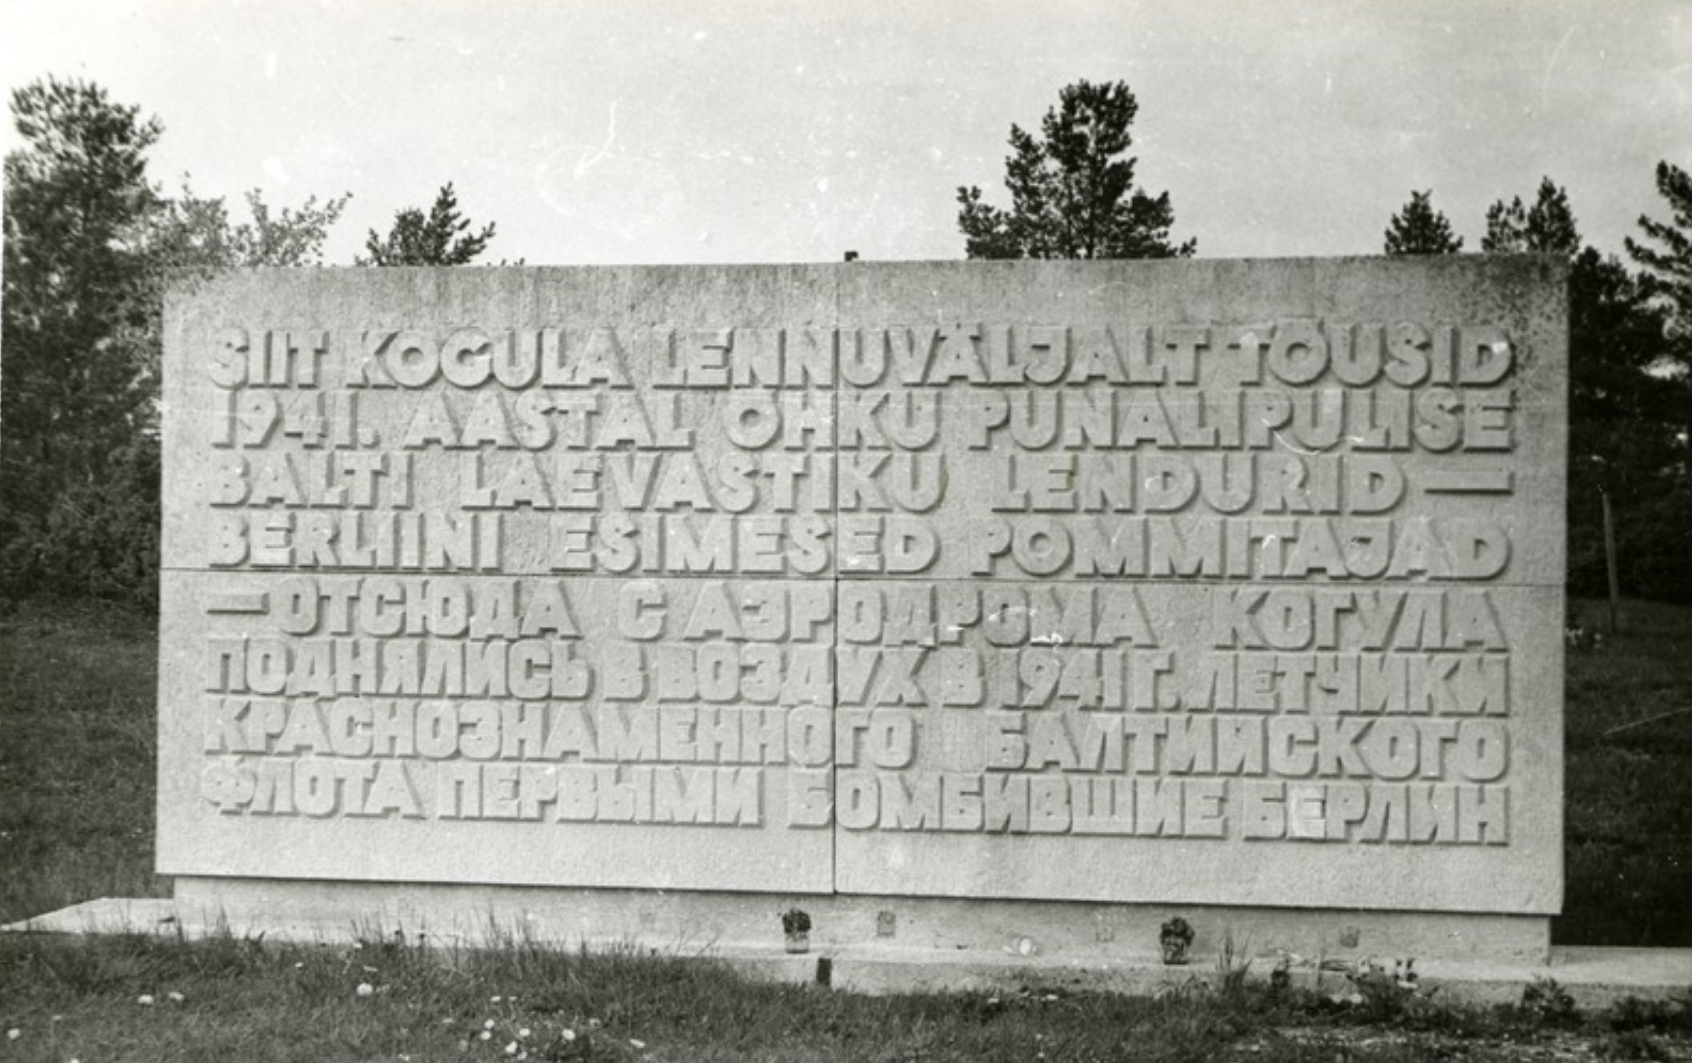 SIIT KOGULA LENNUVÄLJALT TÕUSID
1941. AASTAL ÕHKU PUNALIPULISE
BALTI LAEVASTIKU LENDURID —
BERLIINI ESIMESED POMMITAJAD
— ОТСЮДА С АЭРОДРОМА КОГУЛА
ПОДНЯЛИСЬ В ВОЗДУХ В 1941 Г. ЛЕТЧИКИ
КРАСНОЗНАМЕННОГО БАЛТИЙСКОГО
ФЛОТА ПЕРВЫМИ БОМБИВШИЕ БЕРЛИН